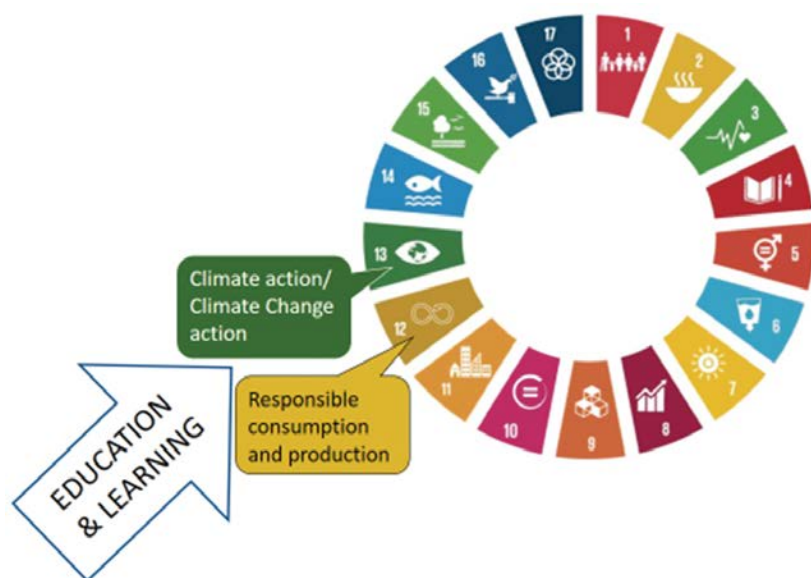 17
1
2
3
4
5
6
7
8
9
10
11
12
13
14
15
16
Climate action/
Climate Change
action
Responsible
consumption
and production
EDUCATION
& LEARNING